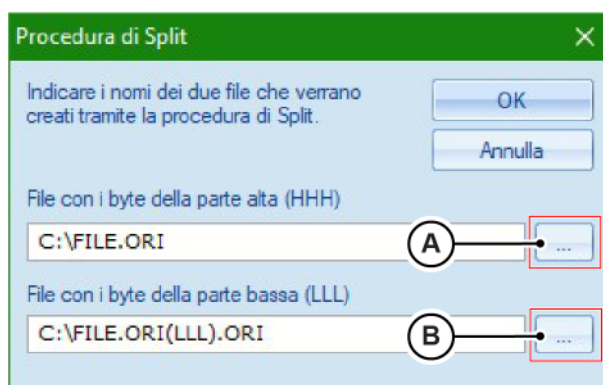 Procedura di Split
Indicare i nomi dei due file che verrano
creati tramite la procedura di Split.
OK
Annulla
File con i byte della parte alta (HHH)
C:\FILE.ORI
A
...
File con i byte della parte bassa (LLL)
C:\FILE.ORI(LLL).ORI
B
...